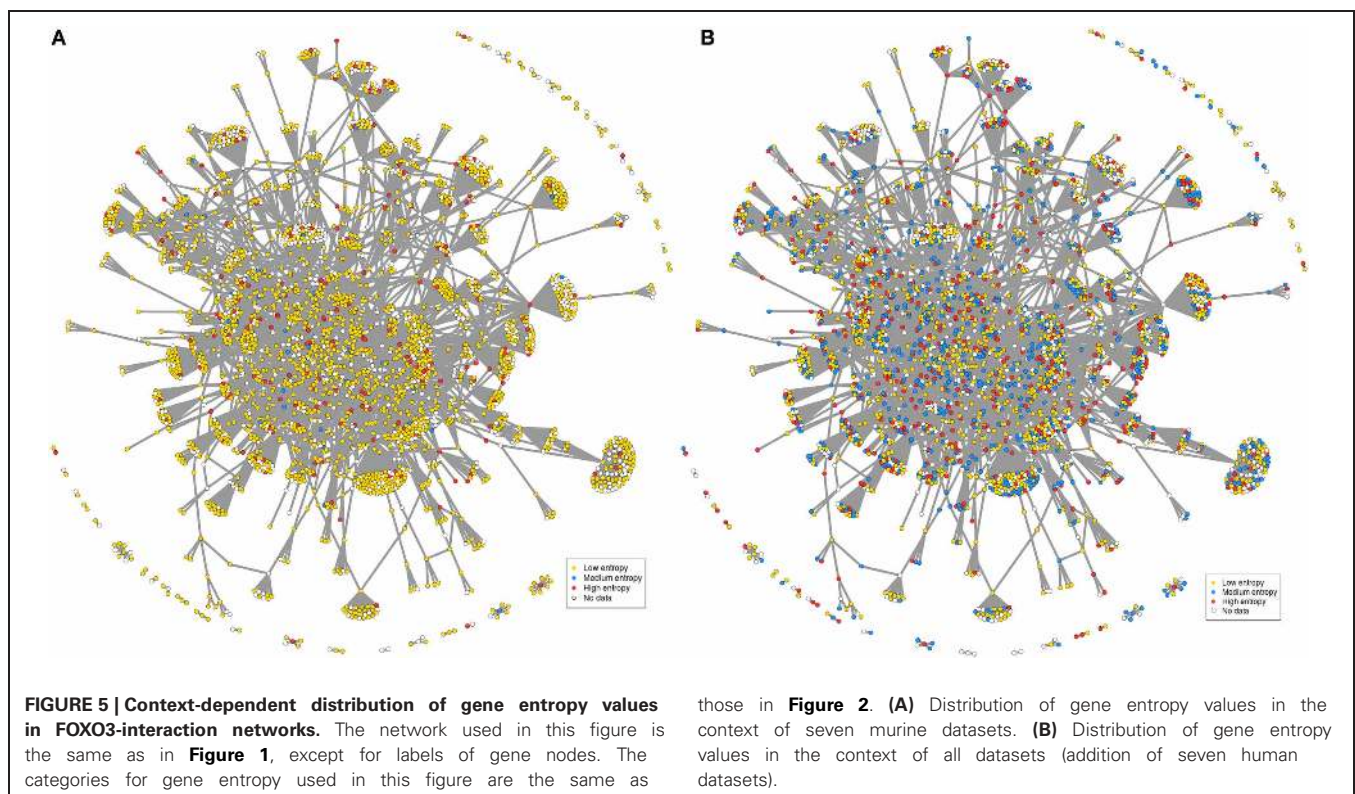 A
B
Low entropy
Medium entropy
High entropy
No data
Low entropy
Medium entropy
High entropy
No data
FIGURE 5 | Context-dependent distribution of gene entropy values
in FOXO3-interaction networks. The network used in this figure is
the same as in Figure 1, except for labels of gene nodes. The
categories for gene entropy used in this figure are the same as
those in Figure 2. (A) Distribution of gene entropy values in the
context of seven murine datasets. (B) Distribution of gene entropy
values in the context of all datasets (addition of seven human
datasets).